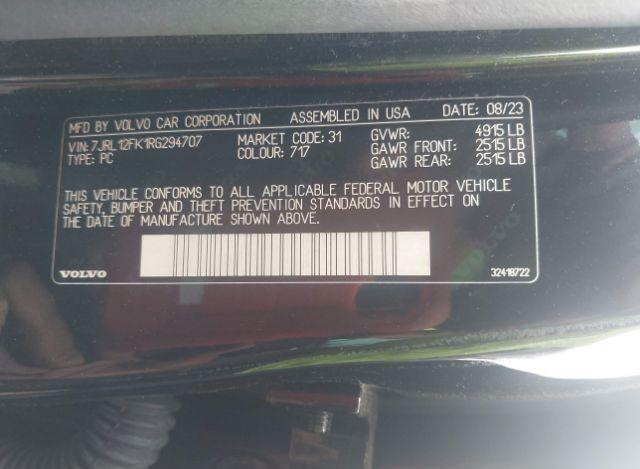 MFD BY VOLVO CAR CORPORATION ASSEMBLED IN USA DATE: 08/23
VIN: 7JRL12FK1RG294707 MARKET CODE: 31 GVWR: 4915 LB
TYPE: PC COLOUR: 717 GAWR FRONT: 2515 LB
GAWR REAR: 2515 LB
THIS VEHICLE CONFORMS TO ALL APPLICABLE FEDERAL MOTOR VEHICLE
SAFETY, BUMPER AND THEFT PREVENTION STANDARDS IN EFFECT ON
THE DATE OF MANUFACTURE SHOWN ABOVE.
VOLVO 32418722